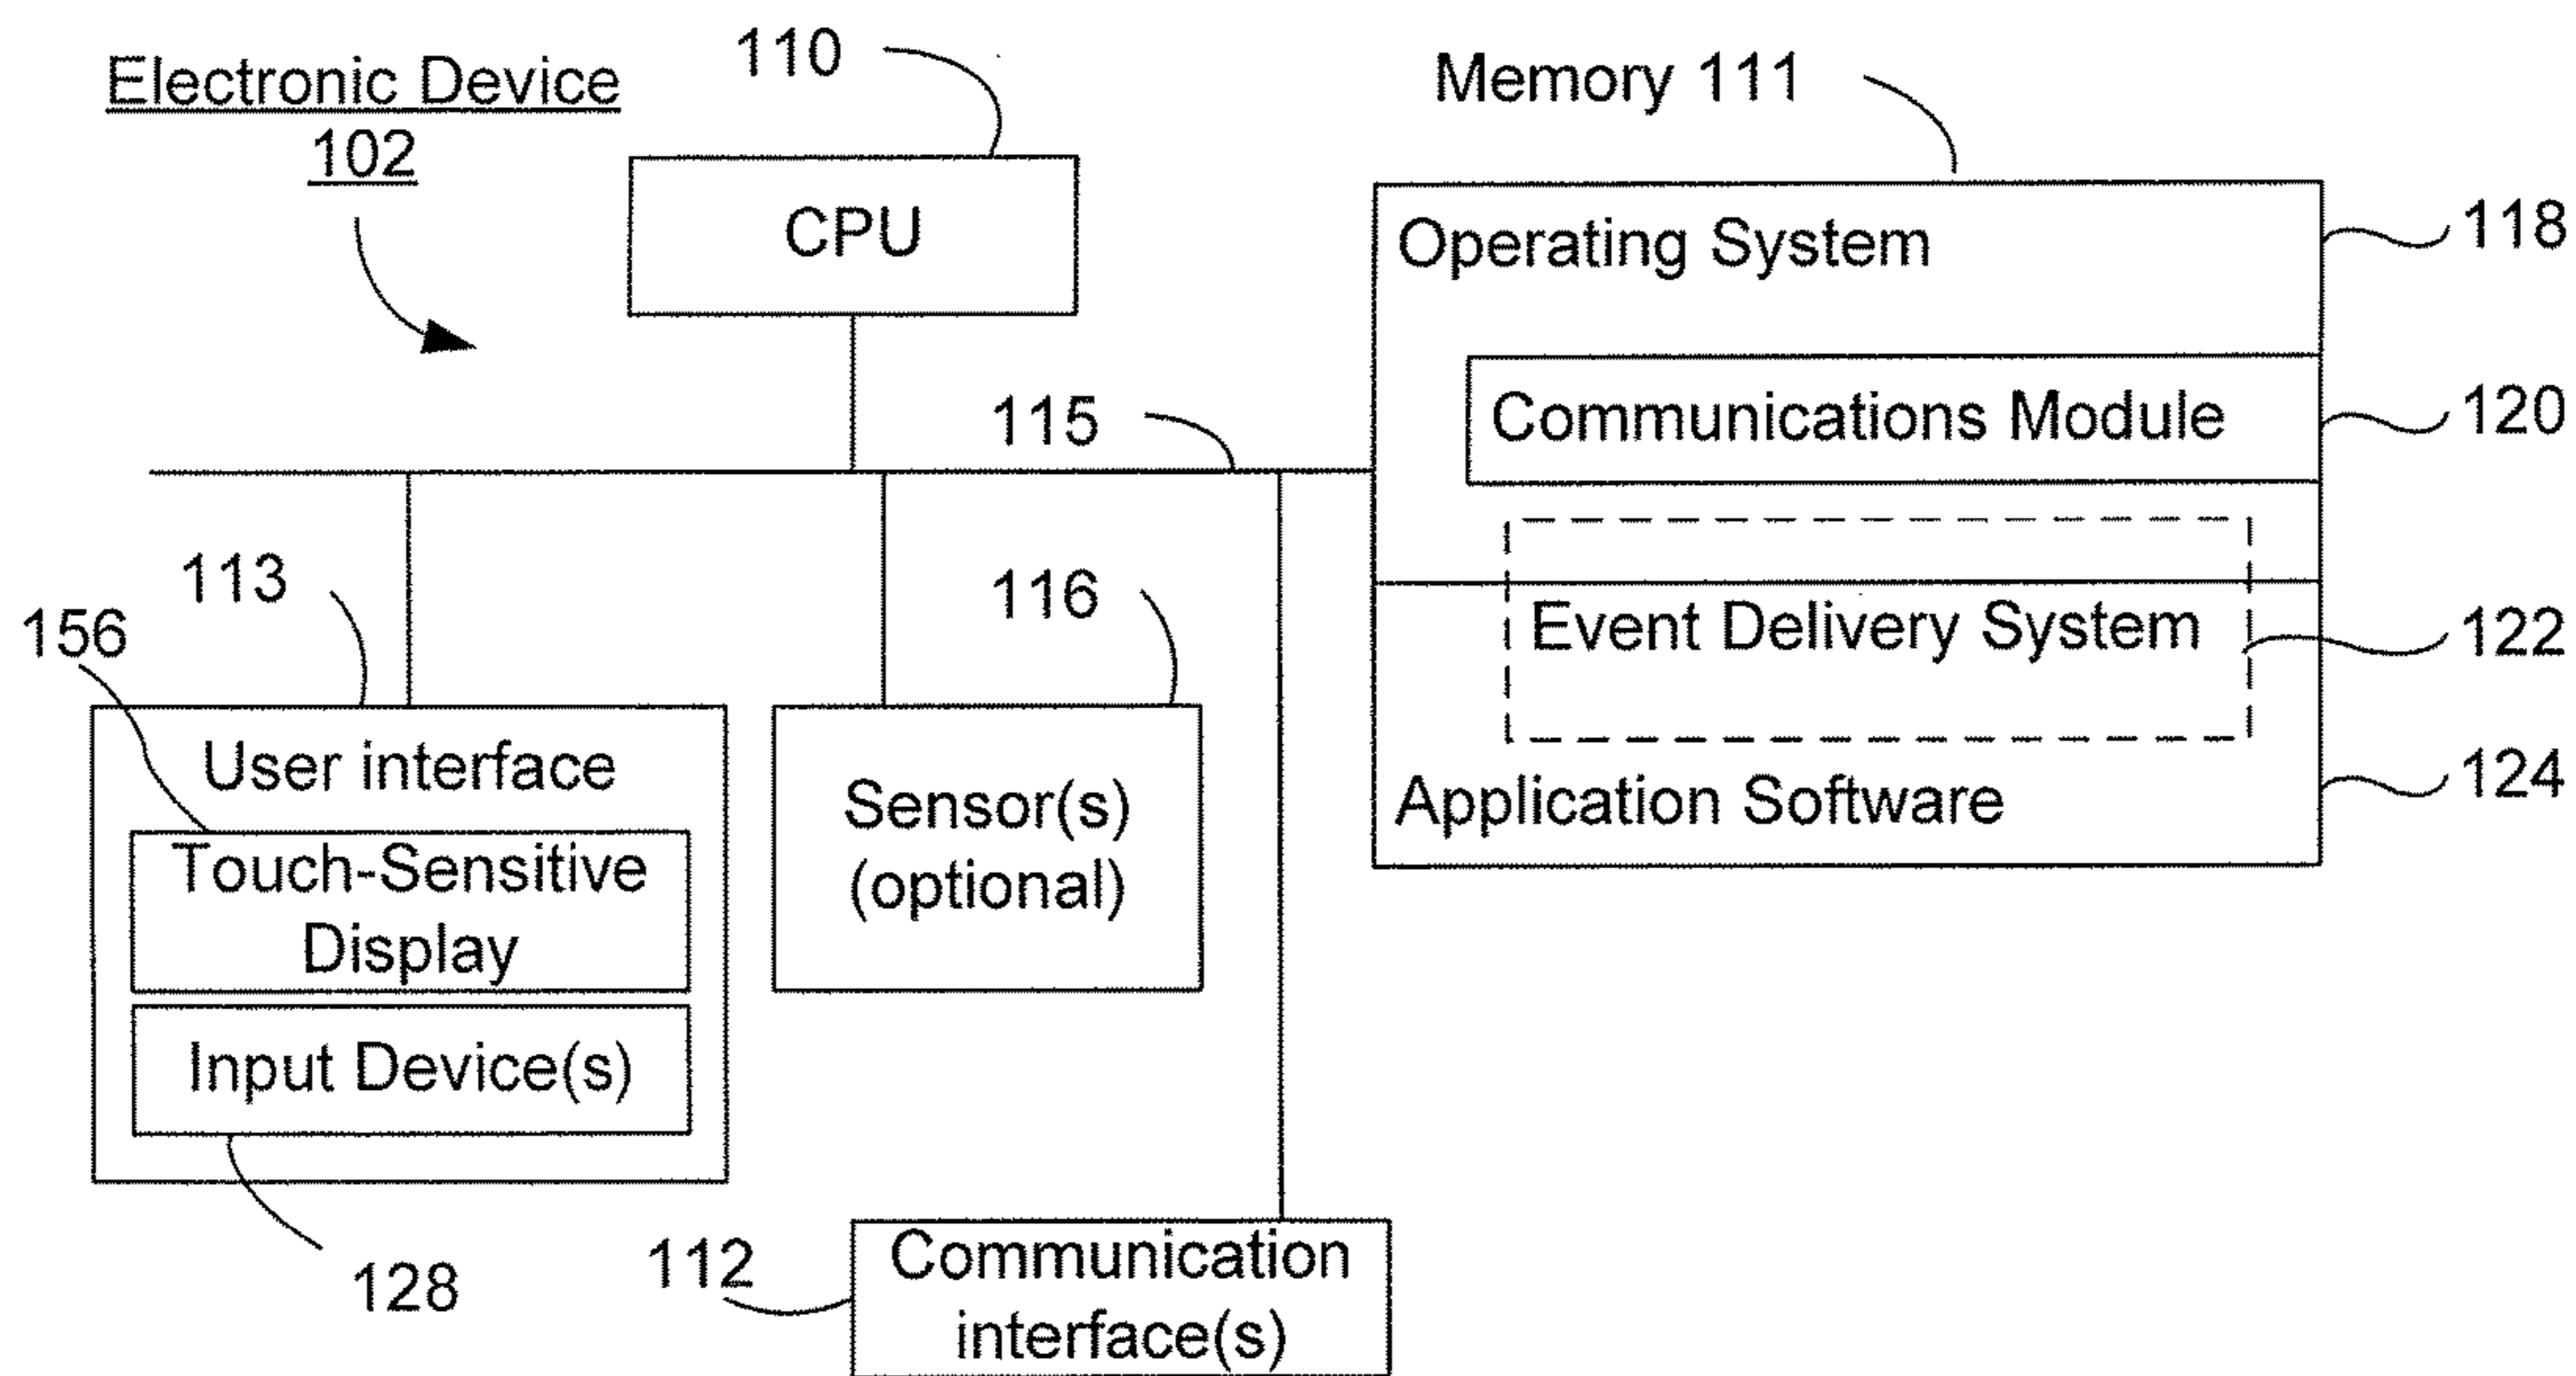 Electronic Device
102
110
CPU
Memory 111
Operating System
118
Communications Module
120
115
Event Delivery System
122
Application Software
124
113
156
User interface
Touch-Sensitive
Display
Input Device(s)
128
116
Sensor(s)
(optional)
112
Communication
interface(s)